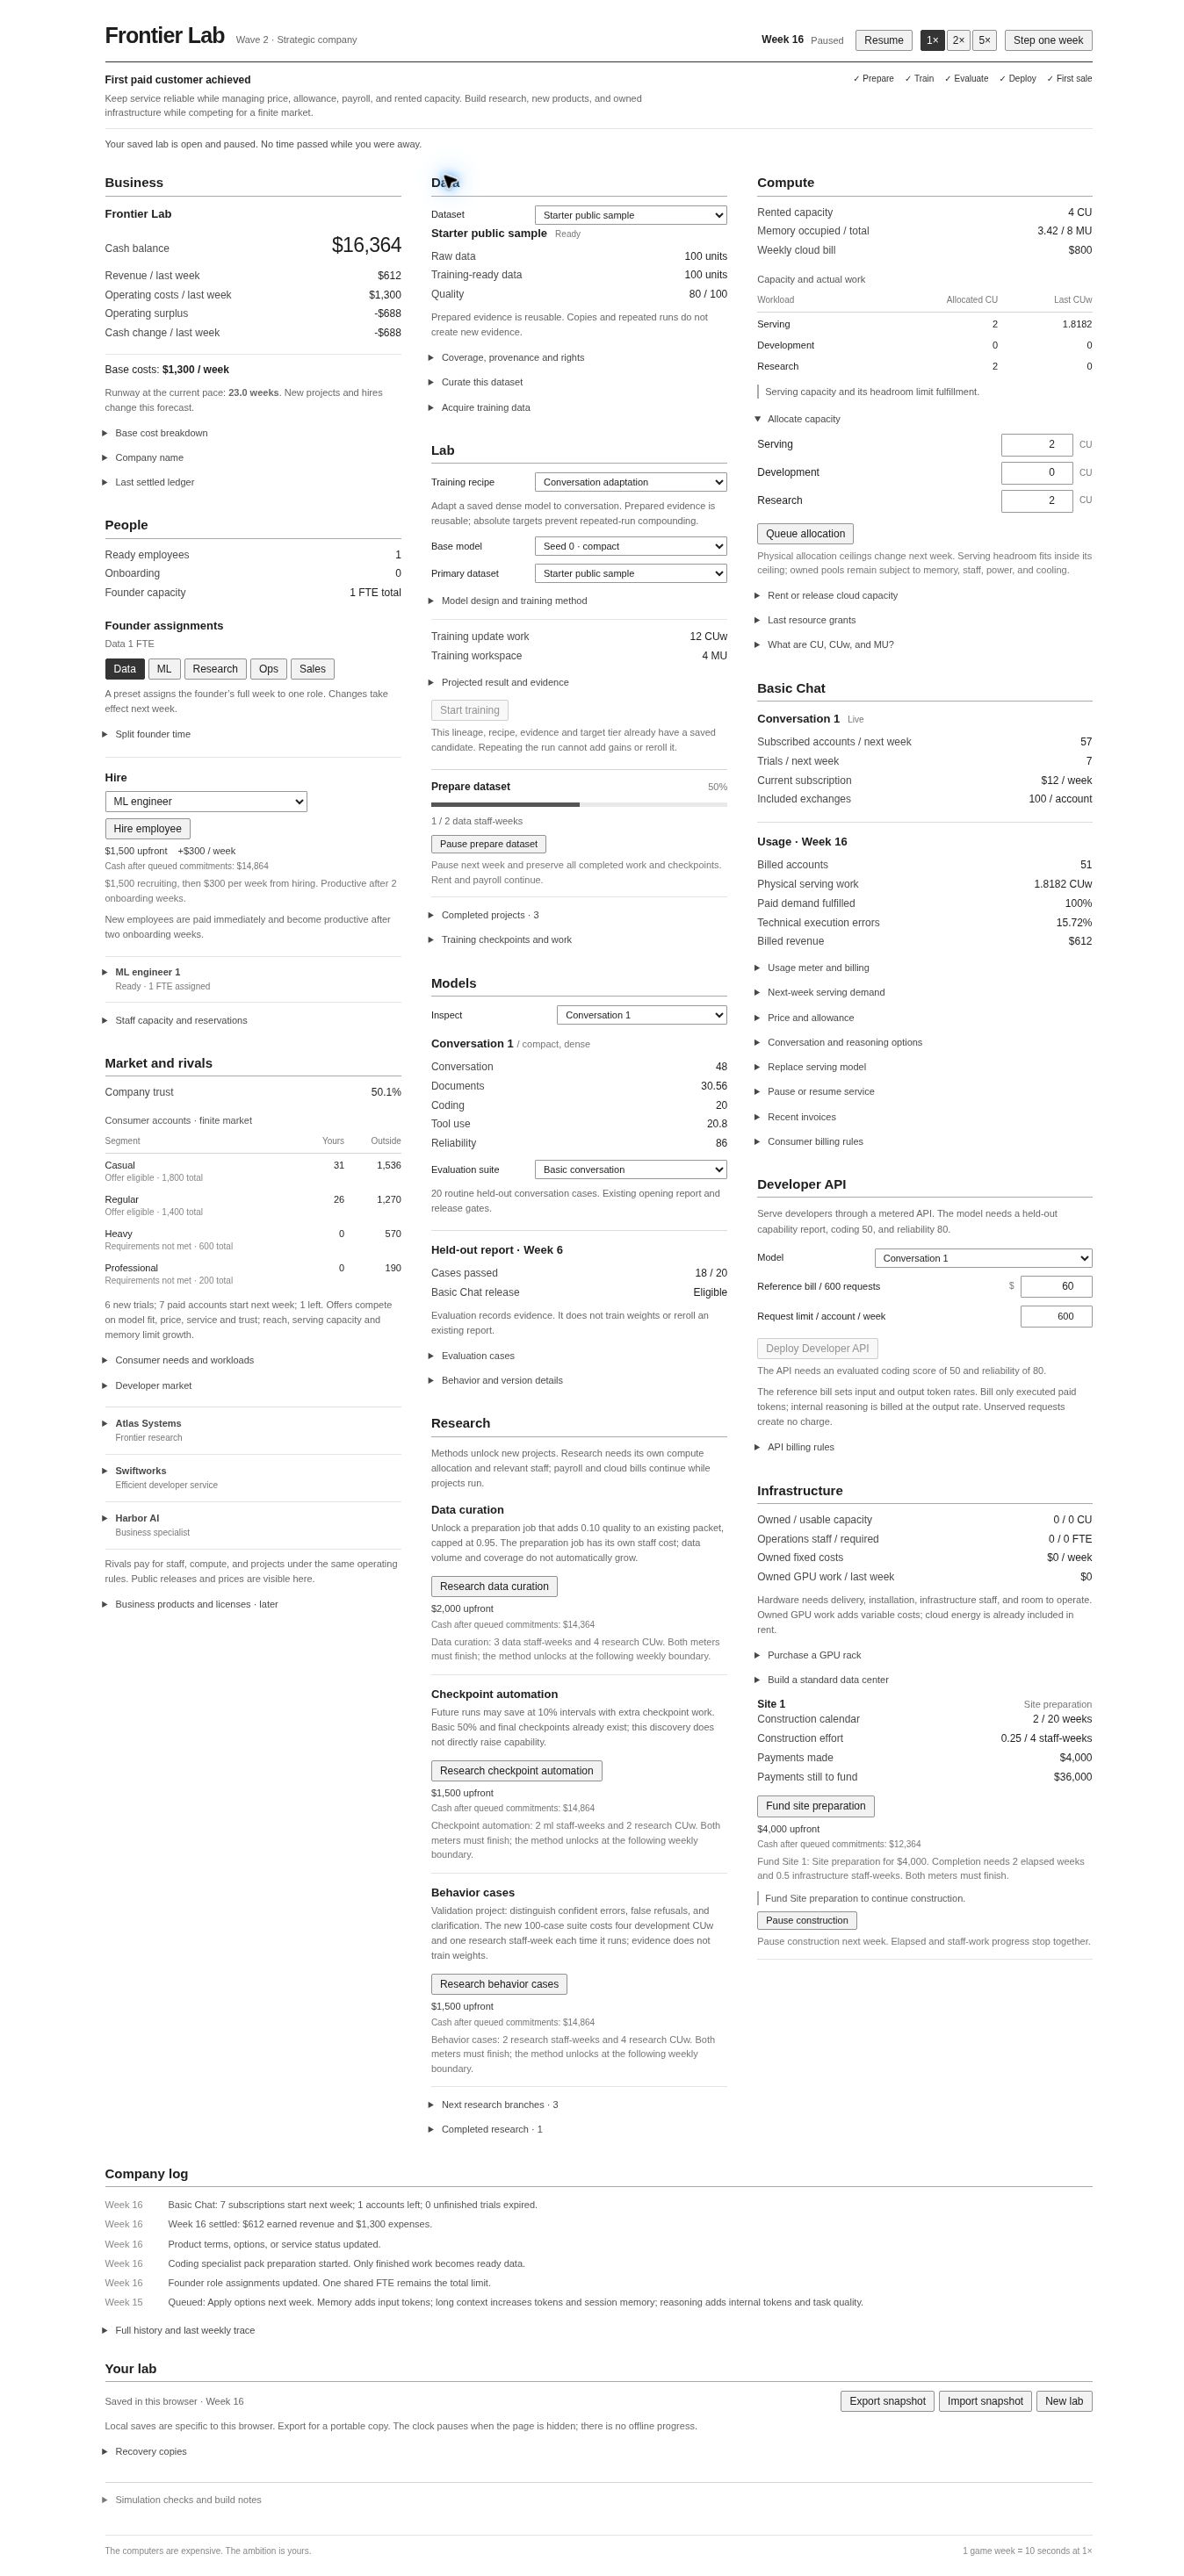 Frontier Lab Wave 2 · Strategic company
Week 16 Paused Resume 1× 2× 5× Step one week
First paid customer achieved
✓ Prepare ✓ Train ✓ Evaluate ✓ Deploy ✓ First sale
Keep service reliable while managing price, allowance, payroll, and rented capacity. Build research, new products, and owned
infrastructure while competing for a finite market.
Your saved lab is open and paused. No time passed while you were away.
Business
Frontier Lab
Cash balance $16,364
Revenue / last week $612
Operating costs / last week $1,300
Operating surplus -$688
Cash change / last week -$688
Base costs: $1,300 / week
Runway at the current pace: 23.0 weeks. New projects and hires
change this forecast.
Base cost breakdown
Company name
Last settled ledger
People
Ready employees 1
Onboarding 0
Founder capacity 1 FTE total
Founder assignments
Data 1 FTE
Data ML Research Ops Sales
A preset assigns the founder's full week to one role. Changes take
effect next week.
Split founder time
Hire
ML engineer
Hire employee
$1,500 upfront +$300 / week
Cash after queued commitments: $14,864
$1,500 recruiting, then $300 per week from hiring. Productive after 2
onboarding weeks.
New employees are paid immediately and become productive after
two onboarding weeks.
ML engineer 1
Ready · 1 FTE assigned
Staff capacity and reservations
Market and rivals
Company trust 50.1%
Consumer accounts · finite market
Segment Yours Outside
Casual 31 1,536
Offer eligible · 1,800 total
Regular 26 1,270
Offer eligible · 1,400 total
Heavy 0 570
Requirements not met · 600 total
Professional 0 190
Requirements not met · 200 total
6 new trials; 7 paid accounts start next week; 1 left. Offers compete
on model fit, price, service and trust; reach, serving capacity and
memory limit growth.
Consumer needs and workloads
Developer market
Atlas Systems
Frontier research
Swiftworks
Efficient developer service
Harbor AI
Business specialist
Rivals pay for staff, compute, and projects under the same operating
rules. Public releases and prices are visible here.
Business products and licenses · later
Data
Dataset Starter public sample
Starter public sample Ready
Raw data 100 units
Training-ready data 100 units
Quality 80 / 100
Prepared evidence is reusable. Copies and repeated runs do not
create new evidence.
Coverage, provenance and rights
Curate this dataset
Acquire training data
Lab
Training recipe Conversation adaptation
Adapt a saved dense model to conversation. Prepared evidence is
reusable; absolute targets prevent repeated-run compounding.
Base model Seed 0 · compact
Primary dataset Starter public sample
Model design and training method
Training update work 12 CUw
Training workspace 4 MU
Projected result and evidence
Start training
This lineage, recipe, evidence and target tier already have a saved
candidate. Repeating the run cannot add gains or reroll it.
Prepare dataset 50%
1 / 2 data staff-weeks
Pause prepare dataset
Pause next week and preserve all completed work and checkpoints.
Rent and payroll continue.
Completed projects · 3
Training checkpoints and work
Models
Inspect Conversation 1
Conversation 1 / compact, dense
Conversation 48
Documents 30.56
Coding 20
Tool use 20.8
Reliability 86
Evaluation suite Basic conversation
20 routine held-out conversation cases. Existing opening report and
release gates.
Held-out report · Week 6
Cases passed 18 / 20
Basic Chat release Eligible
Evaluation records evidence. It does not train weights or reroll an
existing report.
Evaluation cases
Behavior and version details
Research
Methods unlock new projects. Research needs its own compute
allocation and relevant staff; payroll and cloud bills continue while
projects run.
Data curation
Unlock a preparation job that adds 0.10 quality to an existing packet,
capped at 0.95. The preparation job has its own staff cost; data
volume and coverage do not automatically grow.
Research data curation
$2,000 upfront
Cash after queued commitments: $14,364
Data curation: 3 data staff-weeks and 4 research CUw. Both meters
must finish; the method unlocks at the following weekly boundary.
Checkpoint automation
Future runs may save at 10% intervals with extra checkpoint work.
Basic 50% and final checkpoints already exist; this discovery does
not directly raise capability.
Research checkpoint automation
$1,500 upfront
Cash after queued commitments: $14,864
Checkpoint automation: 2 ml staff-weeks and 2 research CUw. Both
meters must finish; the method unlocks at the following weekly
boundary.
Behavior cases
Validation project: distinguish confident errors, false refusals, and
clarification. The new 100-case suite costs four development CUw
and one research staff-week each time it runs; evidence does not
train weights.
Research behavior cases
$1,500 upfront
Cash after queued commitments: $14,864
Behavior cases: 2 research staff-weeks and 4 research CUw. Both
meters must finish; the method unlocks at the following weekly
boundary.
Next research branches · 3
Completed research · 1
Compute
Rented capacity 4 CU
Memory occupied / total 3.42 / 8 MU
Weekly cloud bill $800
Capacity and actual work
Workload Allocated CU Last CUw
Serving 2 1.8182
Development 0 0
Research 2 0
Serving capacity and its headroom limit fulfillment.
Allocate capacity
Serving 2 CU
Development 0 CU
Research 2 CU
Queue allocation
Physical allocation ceilings change next week. Serving headroom fits inside its
ceiling; owned pools remain subject to memory, staff, power, and cooling.
Rent or release cloud capacity
Last resource grants
What are CU, CUw, and MU?
Basic Chat
Conversation 1 Live
Subscribed accounts / next week 57
Trials / next week 7
Current subscription $12 / week
Included exchanges 100 / account
Usage · Week 16
Billed accounts 51
Physical serving work 1.8182 CUw
Paid demand fulfilled 100%
Technical execution errors 15.72%
Billed revenue $612
Usage meter and billing
Next-week serving demand
Price and allowance
Conversation and reasoning options
Replace serving model
Pause or resume service
Recent invoices
Consumer billing rules
Developer API
Serve developers through a metered API. The model needs a held-out
capability report, coding 50, and reliability 80.
Model Conversation 1
Reference bill / 600 requests $ 60
Request limit / account / week 600
Deploy Developer API
The API needs an evaluated coding score of 50 and reliability of 80.
The reference bill sets input and output token rates. Bill only executed paid
tokens; internal reasoning is billed at the output rate. Unserved requests
create no charge.
API billing rules
Infrastructure
Owned / usable capacity 0 / 0 CU
Operations staff / required 0 / 0 FTE
Owned fixed costs $0 / week
Owned GPU work / last week $0
Hardware needs delivery, installation, infrastructure staff, and room to operate.
Owned GPU work adds variable costs; cloud energy is already included in
rent.
Purchase a GPU rack
Build a standard data center
Site 1 Site preparation
Construction calendar 2 / 20 weeks
Construction effort 0.25 / 4 staff-weeks
Payments made $4,000
Payments still to fund $36,000
Fund site preparation
$4,000 upfront
Cash after queued commitments: $12,364
Fund Site 1: Site preparation for $4,000. Completion needs 2 elapsed weeks
and 0.5 infrastructure staff-weeks. Both meters must finish.
Fund Site preparation to continue construction.
Pause construction
Pause construction next week. Elapsed and staff-work progress stop together.
Company log
Week 16 Basic Chat: 7 subscriptions start next week; 1 accounts left; 0 unfinished trials expired.
Week 16 Week 16 settled: $612 earned revenue and $1,300 expenses.
Week 16 Product terms, options, or service status updated.
Week 16 Coding specialist pack preparation started. Only finished work becomes ready data.
Week 16 Founder role assignments updated. One shared FTE remains the total limit.
Week 15 Queued: Apply options next week. Memory adds input tokens; long context increases tokens and session memory; reasoning adds internal tokens and task quality.
Full history and last weekly trace
Your lab
Saved in this browser · Week 16 Export snapshot Import snapshot New lab
Local saves are specific to this browser. Export for a portable copy. The clock pauses when the page is hidden; there is no offline progress.
Recovery copies
Simulation checks and build notes
The computers are expensive. The ambition is yours. 1 game week = 10 seconds at 1×